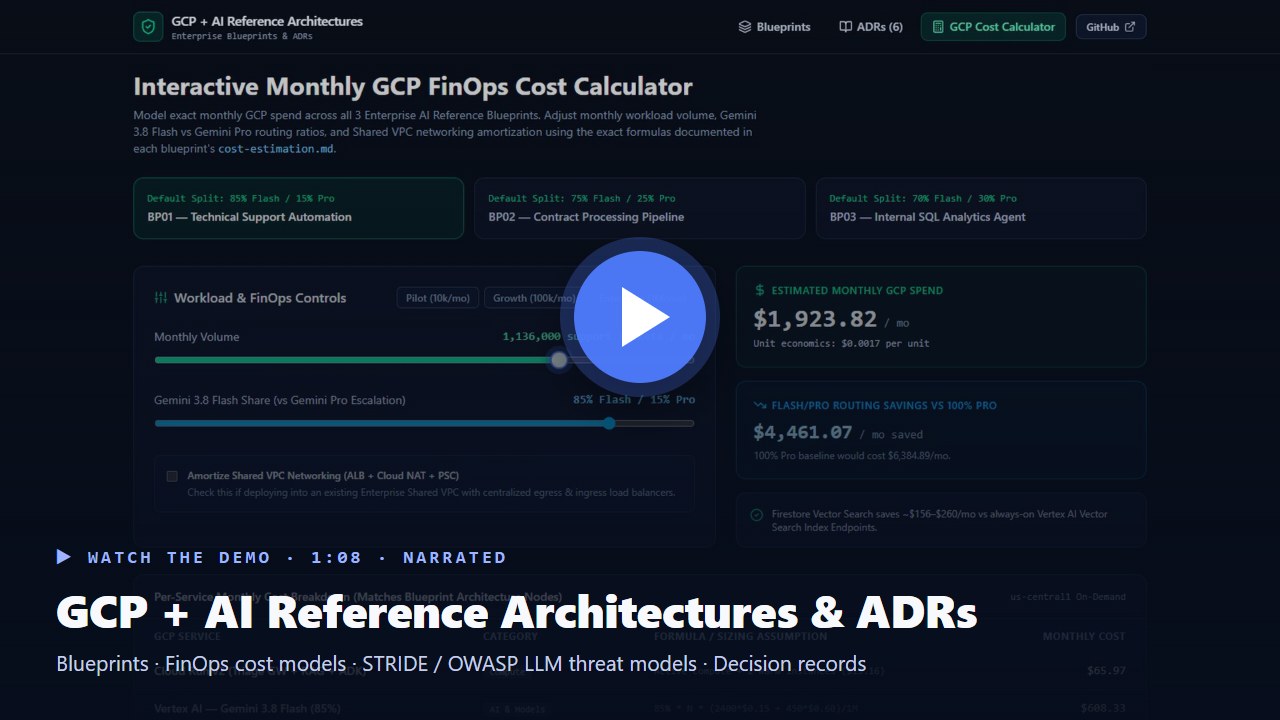 GCP + AI Reference Architectures
Enterprise Blueprints & ADRs
Blueprints
ADRs (6)
GCP Cost Calculator
GitHub
Interactive Monthly GCP FinOps Cost Calculator
Model exact monthly GCP spend across all 3 Enterprise AI Reference Blueprints. Adjust monthly workload volume, Gemini
3.8 Flash vs Gemini Pro routing ratios, and Shared VPC networking amortization using the exact formulas documented in
each blueprint's cost-estimation.md.
Default Split: 85% Flash / 15% Pro
BP01 — Technical Support Automation
Default Split: 75% Flash / 25% Pro
BP02 — Contract Processing Pipeline
Default Split: 70% Flash / 30% Pro
BP03 — Internal SQL Analytics Agent
Workload & FinOps Controls
Pilot (10k/mo)
Growth (100k/mo)
Monthly Volume
1,136,000
Gemini 3.8 Flash Share (vs Gemini Pro Escalation)
85% Flash / 15% Pro
Amortize Shared VPC Networking (ALB + Cloud NAT + PSC)
Check this if deploying into an existing Enterprise Shared VPC with centralized egress & ingress load balancers.
ESTIMATED MONTHLY GCP SPEND
$1,923.82 / mo
Unit economics: $0.0017 per unit
FLASH/PRO ROUTING SAVINGS VS 100% PRO
$4,461.07 / mo saved
100% Pro baseline would cost $6,384.89/mo.
Firestore Vector Search saves ~$156–$260/mo vs always-on Vertex AI Vector
Search Index Endpoints.
WATCH THE DEMO · 1:08 · NARRATED
Per-Service Monthly Cost Breakdown (Matches Blueprint Architecture Nodes)
us-central1 On-Demand
GCP + AI Reference Architectures & ADRs
GCP SERVICE
CATEGORY
FORMULA / SIZING ASSUMPTION
MONTHLY COST
Blueprints · FinOps cost models · STRIDE / OWASP LLM threat models · Decision records
$65.97
Vertex AI — Gemini 3.8 Flash (85%)
AI & Models
$600.33